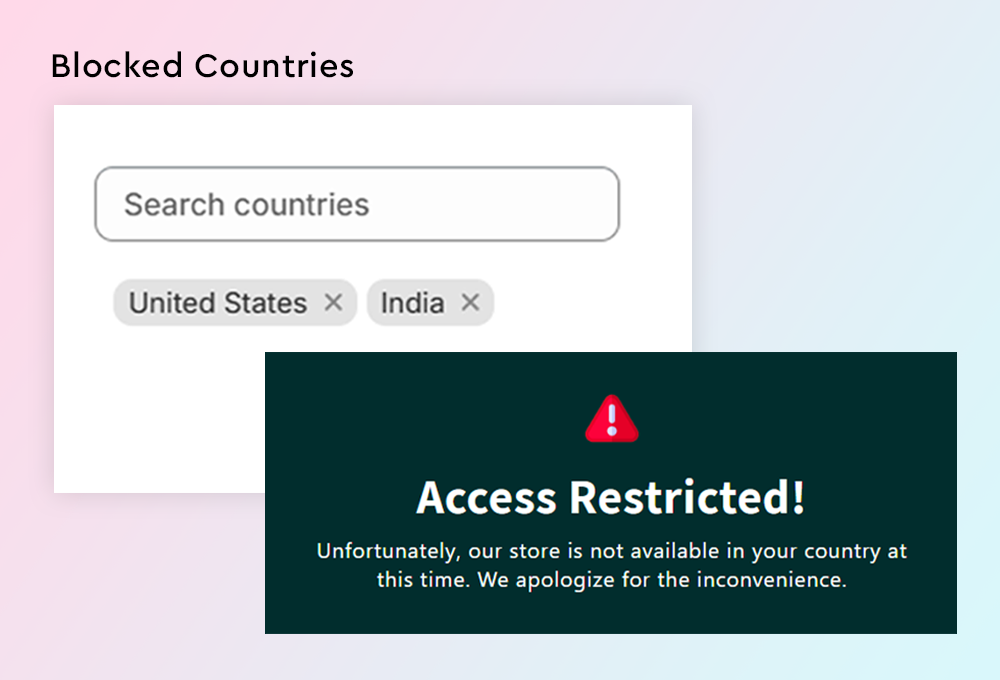 Blocked Countries
Search countries
United States ✕ India ✕
Access Restricted!
Unfortunately, our store is not available in your country at
this time. We apologize for the inconvenience.